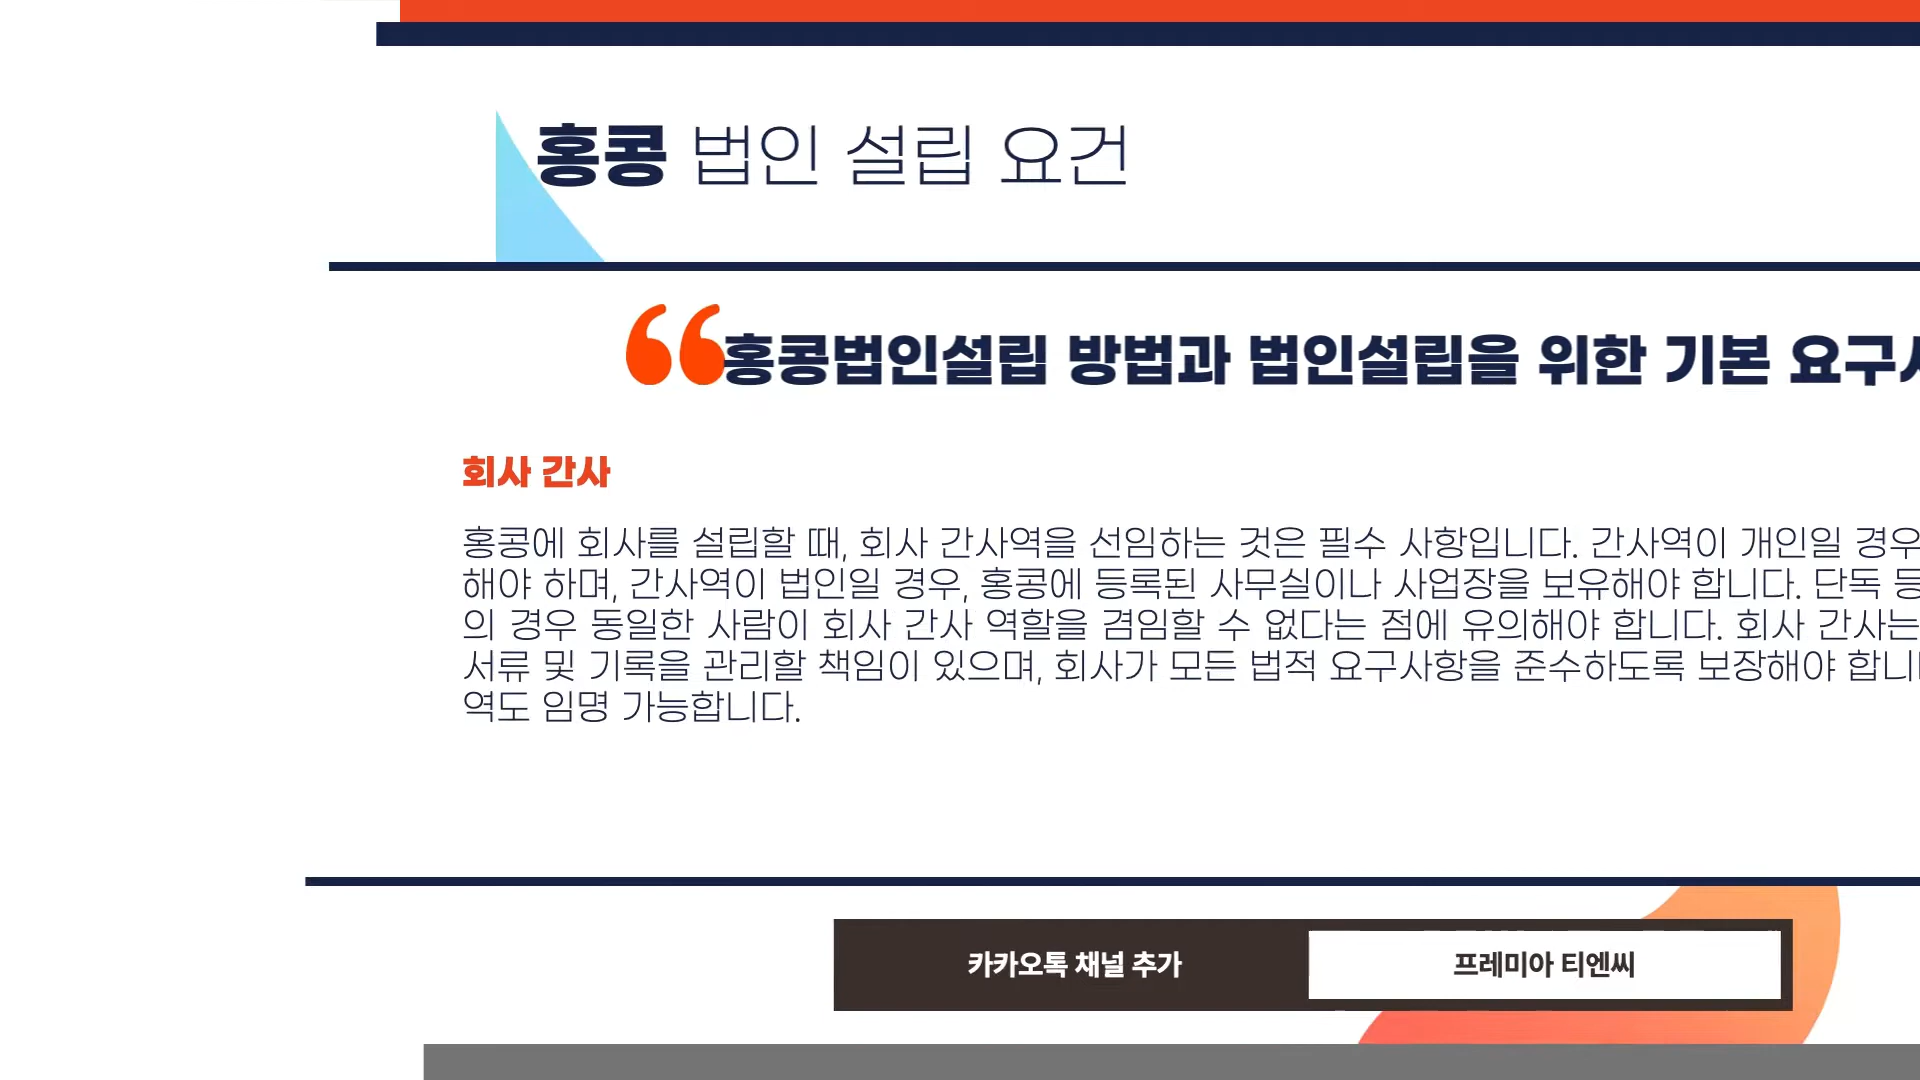 홍콩 법인 설립 요건
“홍콩법인설립 방법과 법인설립을 위한 기본
회사 간사
홍콩에 회사를 설립할 때, 회사 간사역을 선임하는 것은 필수 사항입니다. 간사역이 개인일 경우
해야 하며, 간사역이 법인일 경우, 홍콩에 등록된 사무실이나 사업장을 보유해야 합니다. 단독
의 경우 동일한 사람이 회사 간사 역할을 겸임할 수 없다는 점에 유의해야 합니다. 회사 간사는
서류 및 기록을 관리할 책임이 있으며, 회사가 모든 법적 요구사항을 준수하도록 보장해야
역도 임명 가능합니다.
카카오톡 채널 추가
프레미아 티엔씨